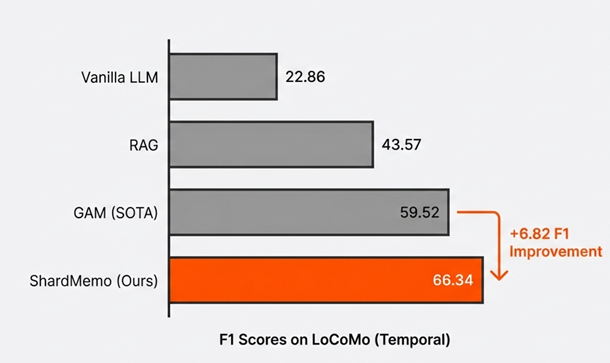 Vanilla LLM
22.86
RAG
43.57
GAM (SOTA)
59.52
+6.82 F1
Improvement
ShardMemo (Ours)
66.34
F1 Scores on LoCoMo (Temporal)